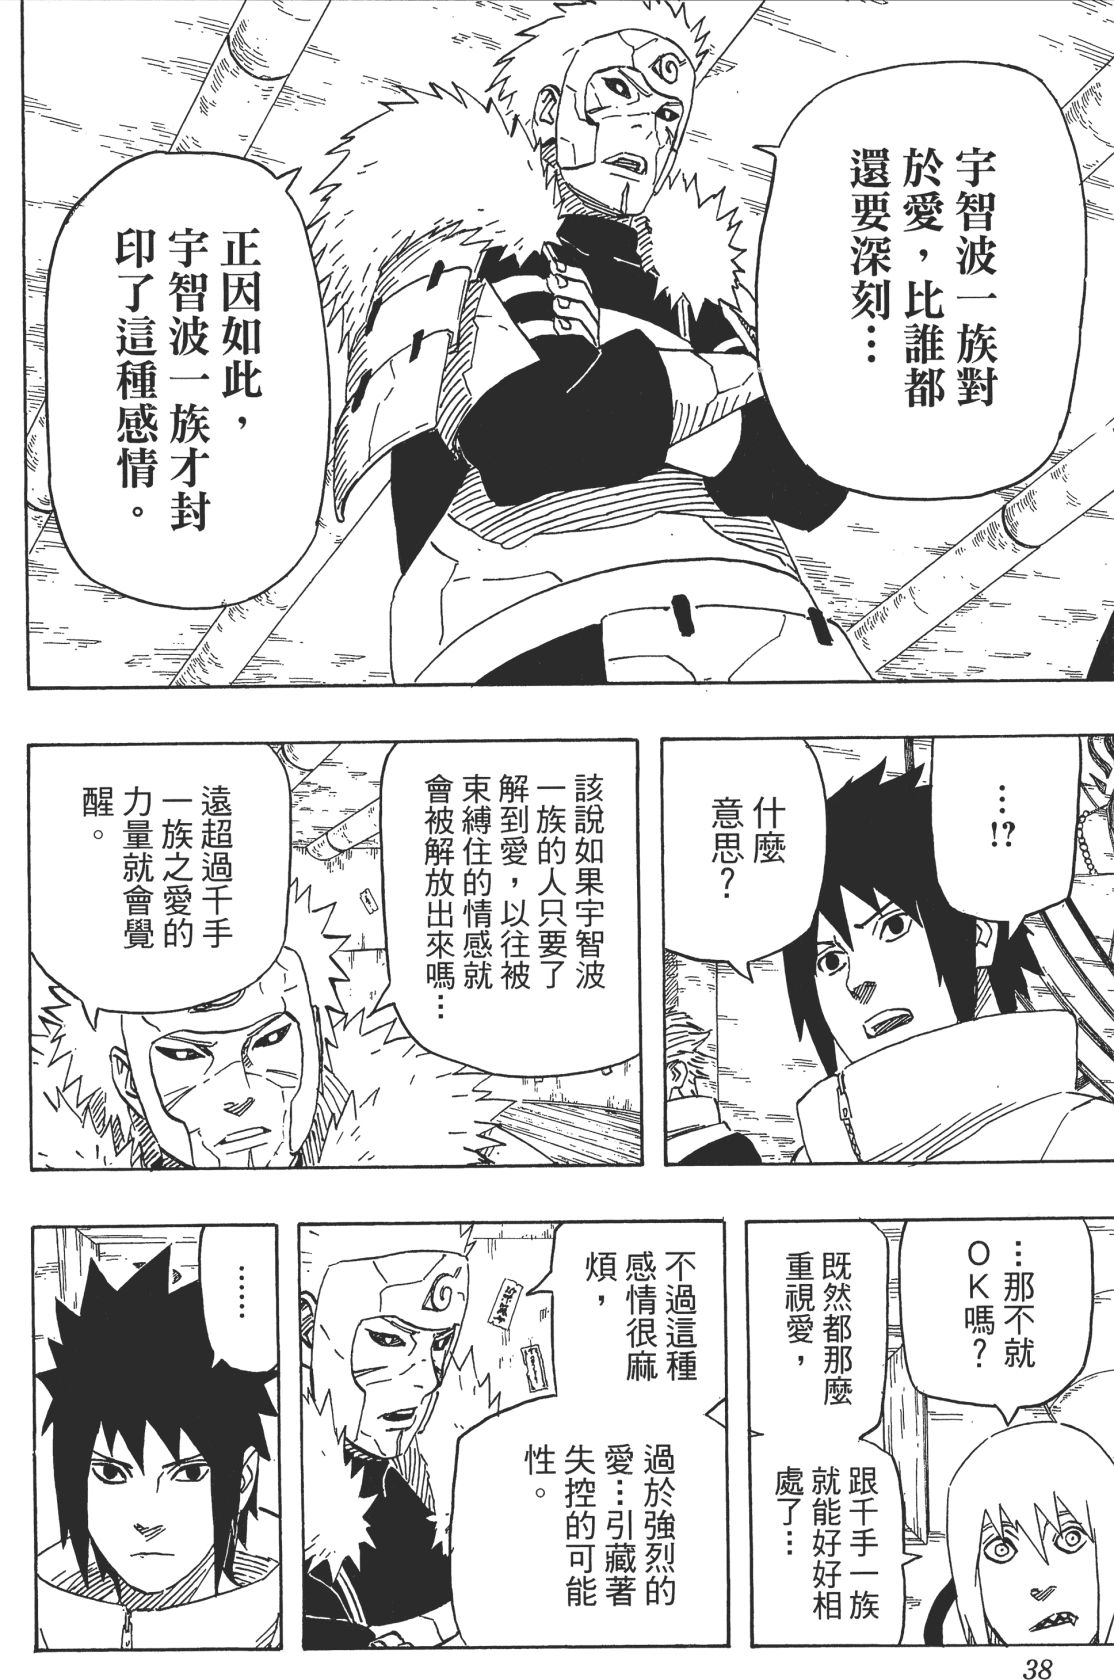 宇智波一族對
於愛，比誰都
還要深刻…
正因如此，
宇智波一族才封
印了這種感情。
…!?
什麼
意思？
該說如果宇智波
一族的人只要了
解到愛，以往被
束縛住的情感就
會被解放出來嗎…
遠超過千手
一族之愛的
力量就會覺
醒。
…那不就
OK嗎？
既然都那麼
重視愛，
跟千手一族
就能好好相
處了…
不過這種
感情很麻
煩，
過於強烈的
愛…引藏著
失控的可能
性。
……
38